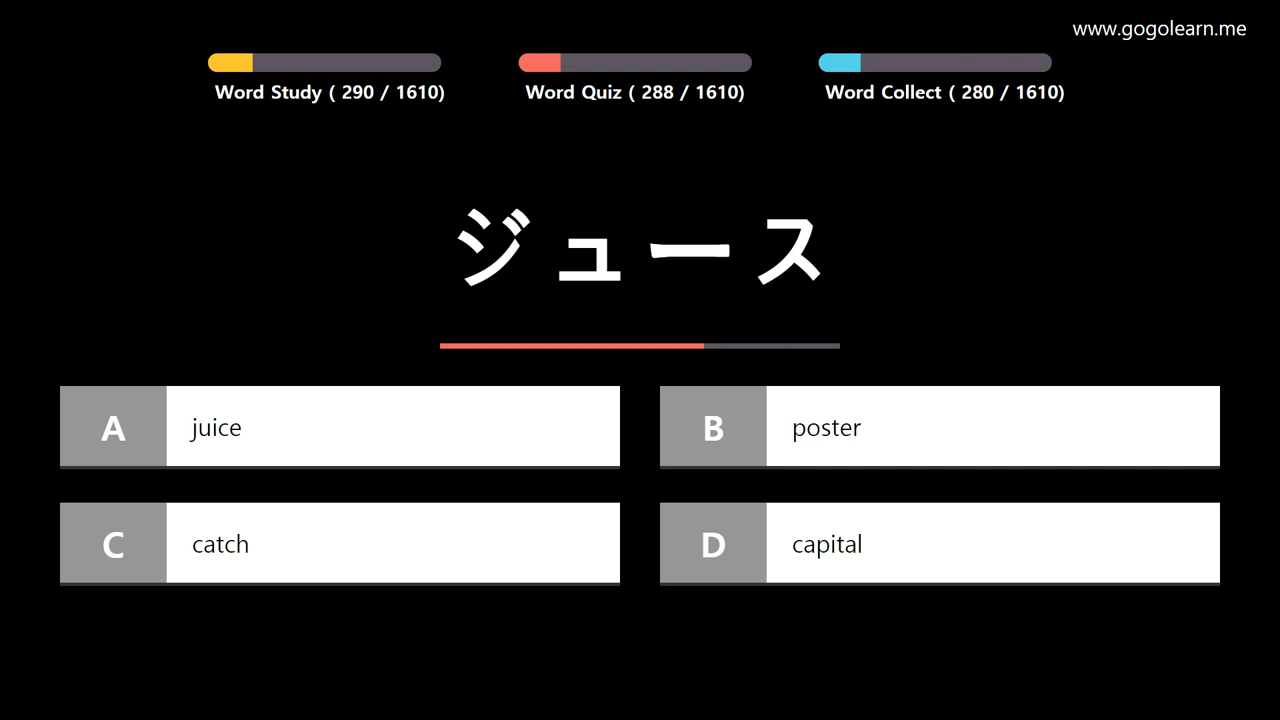 www.gogolearn.me
Word Study ( 290 / 1610)
Word Quiz ( 288 / 1610)
Word Collect ( 280 / 1610)
ジュース
A juice
B poster
C catch
D capital